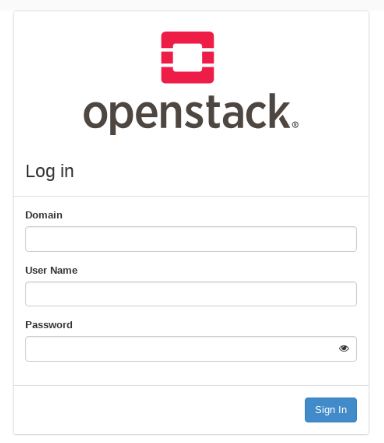 openstack®
Log in
Domain
User Name
Password
Sign In